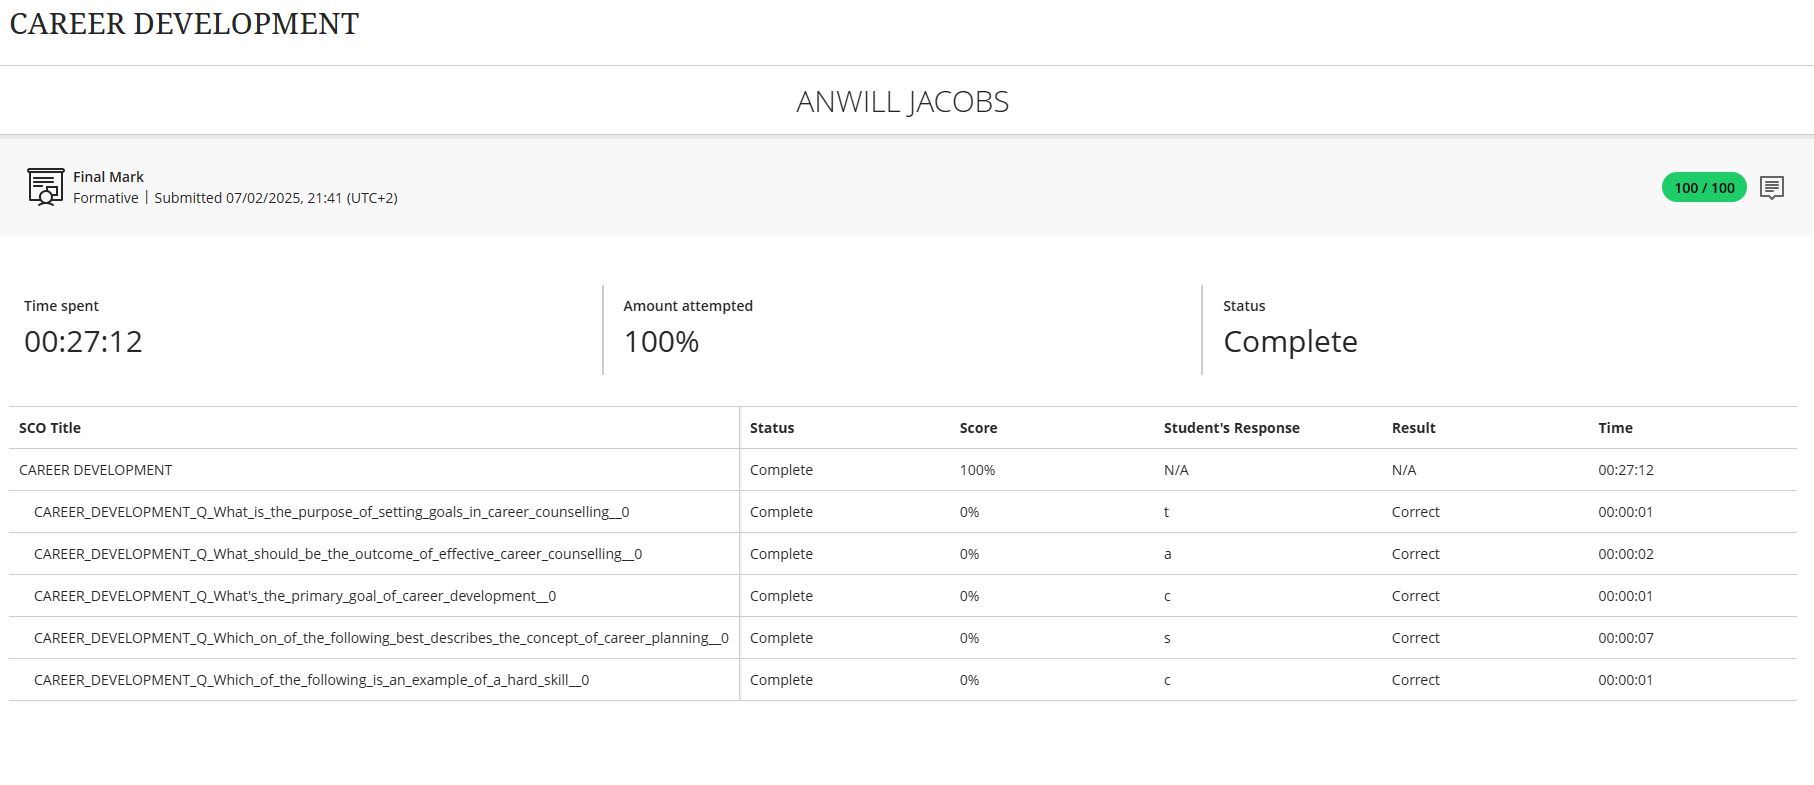 CAREER DEVELOPMENT
ANWILL JACOBS
Final Mark
Formative | Submitted 07/02/2025, 21:41 (UTC+2)
100 / 100
Time spent
00:27:12
Amount attempted
100%
Status
Complete
SCO Title Status Score Student's Response Result Time
CAREER DEVELOPMENT Complete 100% N/A N/A 00:27:12
CAREER_DEVELOPMENT_Q_What_is_the_purpose_of_setting_goals_in_career_counselling__0 Complete 0% t Correct 00:00:01
CAREER_DEVELOPMENT_Q_What_should_be_the_outcome_of_effective_career_counselling__0 Complete 0% a Correct 00:00:02
CAREER_DEVELOPMENT_Q_What's_the_primary_goal_of_career_development__0 Complete 0% c Correct 00:00:01
CAREER_DEVELOPMENT_Q_Which_on_of_the_following_best_describes_the_concept_of_career_planning__0 Complete 0% s Correct 00:00:07
CAREER_DEVELOPMENT_Q_Which_of_the_following_is_an_example_of_a_hard_skill__0 Complete 0% c Correct 00:00:01